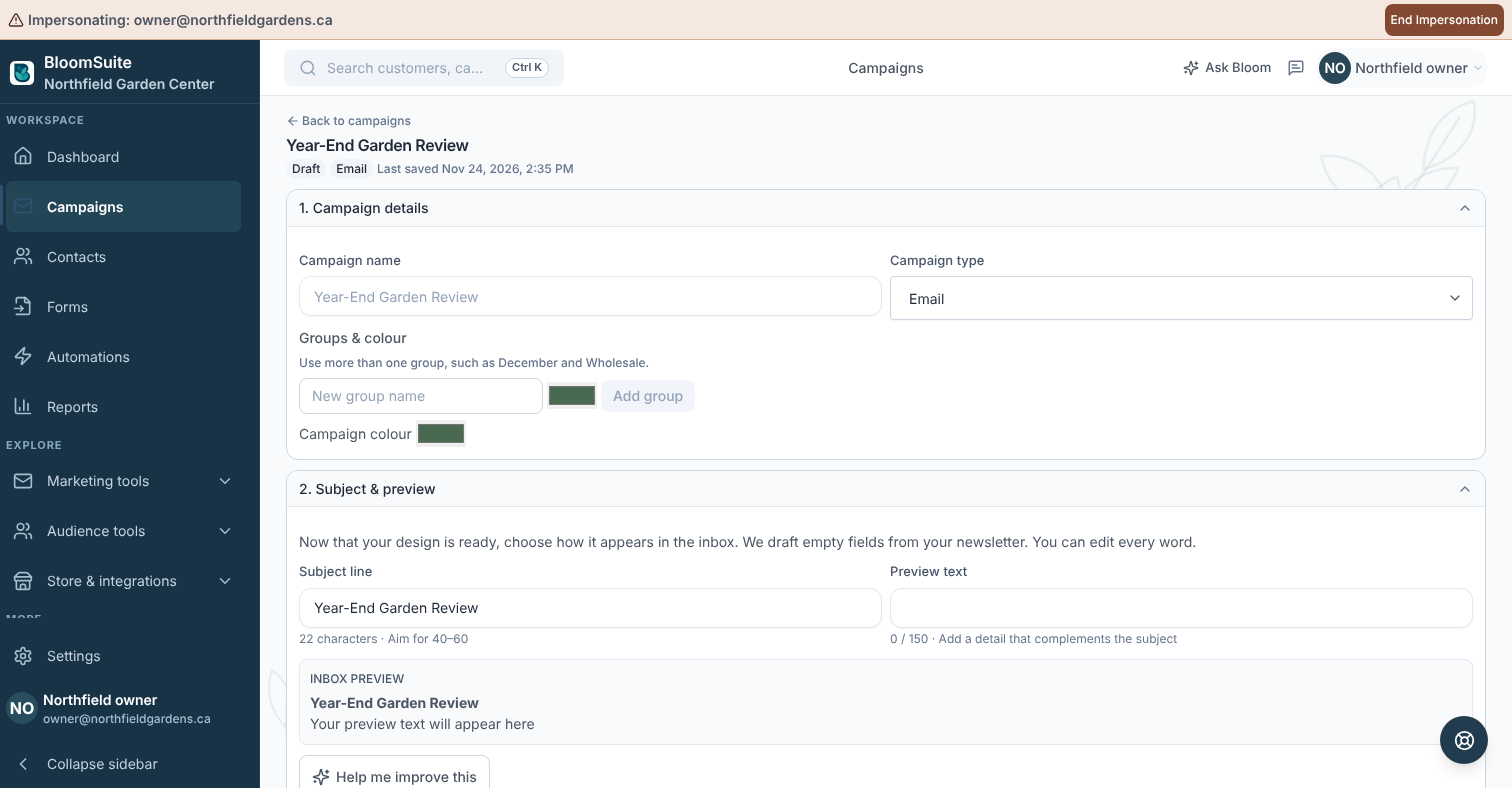 Impersonating: owner@northfieldgardens.ca
End Impersonation
BloomSuite
Northfield Garden Center
Search customers, ca...
Ctrl K
Campaigns
Ask Bloom
NO
Northfield owner
WORKSPACE
Dashboard
Campaigns
Contacts
Forms
Automations
Reports
EXPLORE
Marketing tools
Audience tools
Store & integrations
MORE
Settings
NO
Northfield owner
owner@northfieldgardens.ca
Collapse sidebar
Back to campaigns
Year-End Garden Review
Draft Email Last saved Nov 24, 2026, 2:35 PM
1. Campaign details
Campaign name
Campaign type
Year-End Garden Review
Email
Groups & colour
Use more than one group, such as December and Wholesale.
New group name
Add group
Campaign colour
2. Subject & preview
Now that your design is ready, choose how it appears in the inbox. We draft empty fields from your newsletter. You can edit every word.
Subject line
Preview text
Year-End Garden Review
22 characters · Aim for 40–60
0 / 150 · Add a detail that complements the subject
INBOX PREVIEW
Year-End Garden Review
Your preview text will appear here
Help me improve this